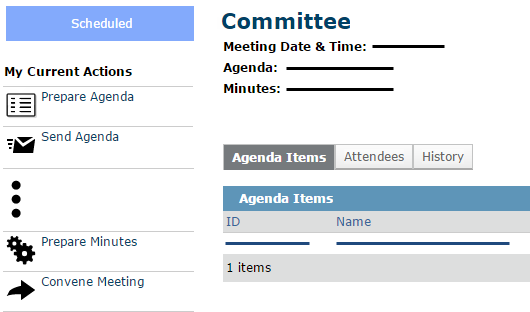 Scheduled
My Current Actions
Prepare Agenda
Send Agenda
Prepare Minutes
Convene Meeting
Committee
Meeting Date & Time:
Agenda:
Minutes:
Agenda Items Attendees History
Agenda Items
ID Name
1 items